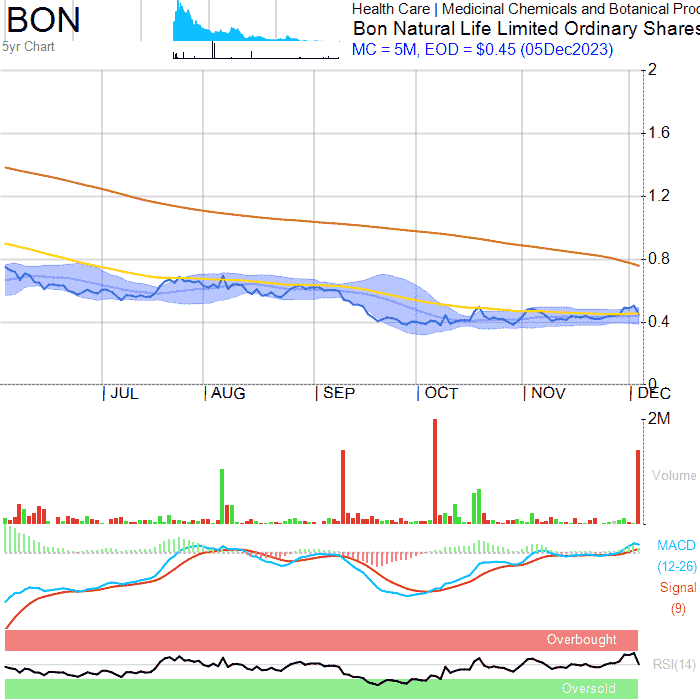 BON
5yr Chart
Health Care | Medicinal Chemicals and Botanical Proc
Bon Natural Life Limited Ordinary Shares
MC = 5M, EOD = $0.45 (05Dec2023)
2
1.6
1.2
0.8
0.4
0
JUL AUG SEP OCT NOV DEC
2M
Volume
MACD
(12-26)
Signal
(9)
Overbought
RSI(14)
Oversold